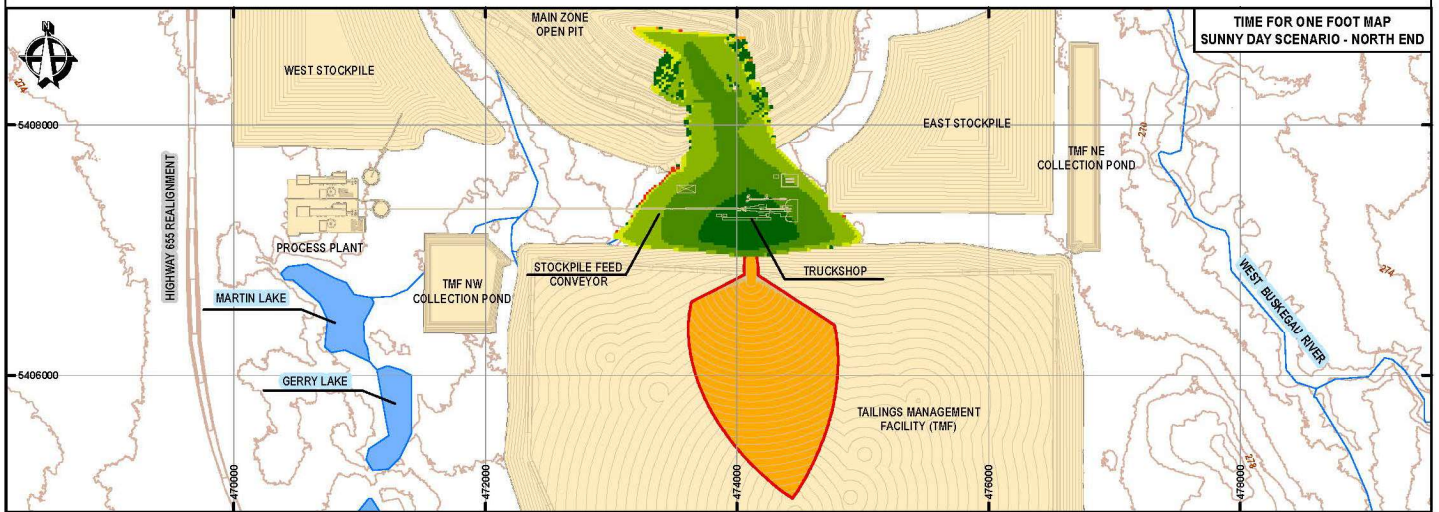 N
MAIN ZONE
OPEN PIT
TIME FOR ONE FOOT MAP
SUNNY DAY SCENARIO - NORTH END
WEST STOCKPILE
274
5408000
EAST STOCKPILE
270
TMF NE
COLLECTION POND
HIGHWAY 655 REALIGNMENT
PROCESS PLANT
STOCKPILE FEED
CONVEYOR
TRUCKSHOP
WEST BUSKEGAU RIVER
274
MARTIN LAKE
TMF NW
COLLECTION POND
5406000
GERRY LAKE
TAILINGS MANAGEMENT
FACILITY (TMF)
278
470000
472000
474000
476000
478000